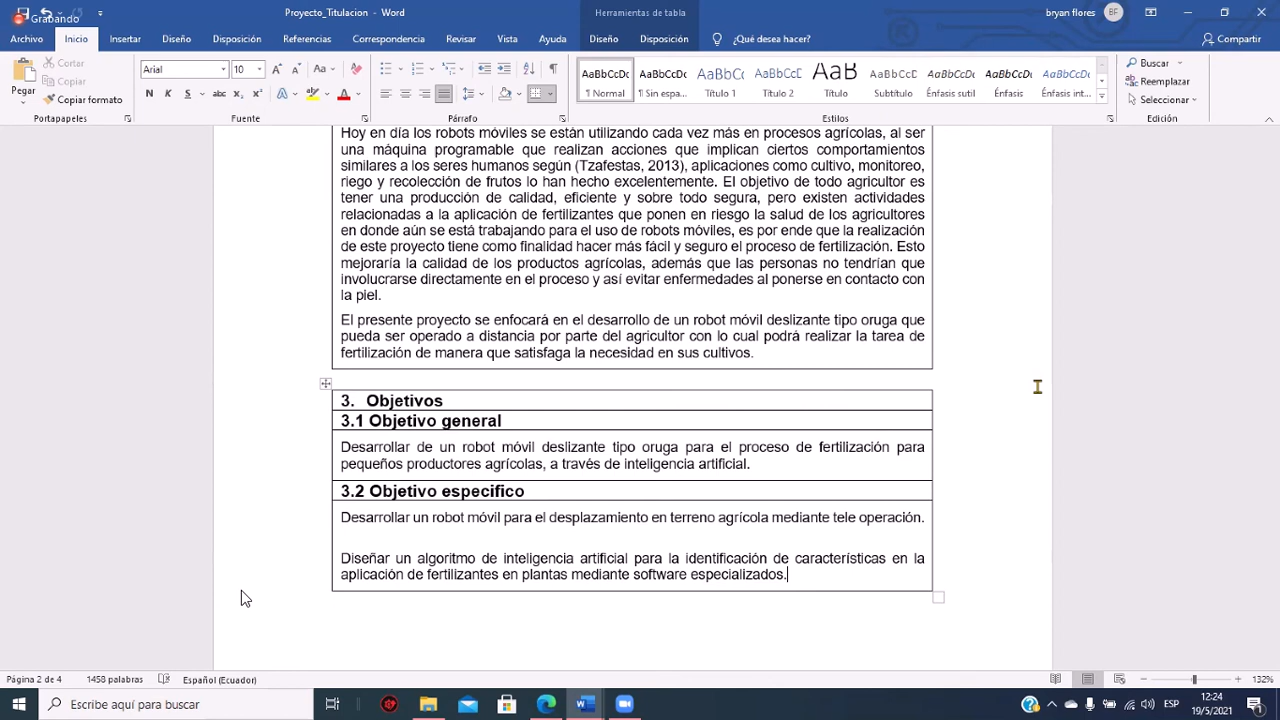 Grabando
Proyecto_Titulacion - Word
Herramientas de tabla
bryan flores BF
Archivo Inicio Insertar Diseño Disposición Referencias Correspondencia Revisar Vista Ayuda Diseño Disposición ¿Qué desea hacer? Compartir
Pegar
Cortar
Copiar
Copiar formato
Portapapeles
Arial 10
Fuente
Párrafo
AaBbCcDc AaBbCcDc AaBbCcD AaBbCcD AaB AaBbCcD AaBbCcDc AaBbCcDc AaBbCcDc
¶ Normal ¶ Sin espa... Título 1 Título 2 Título Subtítulo Énfasis sutil Énfasis Énfasis int...
Estilos
Buscar
Reemplazar
Seleccionar
Edición
Hoy en día los robots móviles se están utilizando cada vez más en procesos agrícolas, al ser
una máquina programable que realizan acciones que implican ciertos comportamientos
similares a los seres humanos según (Tzafestas, 2013), aplicaciones como cultivo, monitoreo,
riego y recolección de frutos lo han hecho excelentemente. El objetivo de todo agricultor es
tener una producción de calidad, eficiente y sobre todo segura, pero existen actividades
relacionadas a la aplicación de fertilizantes que ponen en riesgo la salud de los agricultores
en donde aún se está trabajando para el uso de robots móviles, es por ende que la realización
de este proyecto tiene como finalidad hacer más fácil y seguro el proceso de fertilización. Esto
mejoraría la calidad de los productos agrícolas, además que las personas no tendrían que
involucrarse directamente en el proceso y así evitar enfermedades al ponerse en contacto con
la piel.
El presente proyecto se enfocará en el desarrollo de un robot móvil deslizante tipo oruga que
pueda ser operado a distancia por parte del agricultor con lo cual podrá realizar la tarea de
fertilización de manera que satisfaga la necesidad en sus cultivos.
3. Objetivos
3.1 Objetivo general
Desarrollar de un robot móvil deslizante tipo oruga para el proceso de fertilización para
pequeños productores agrícolas, a través de inteligencia artificial.
3.2 Objetivo especifico
Desarrollar un robot móvil para el desplazamiento en terreno agrícola mediante tele operación.
Diseñar un algoritmo de inteligencia artificial para la identificación de características en la
aplicación de fertilizantes en plantas mediante software especializados.
Página 2 de 4 1458 palabras Español (Ecuador) 132%
Escribe aquí para buscar
ESP
12:24
19/5/2021